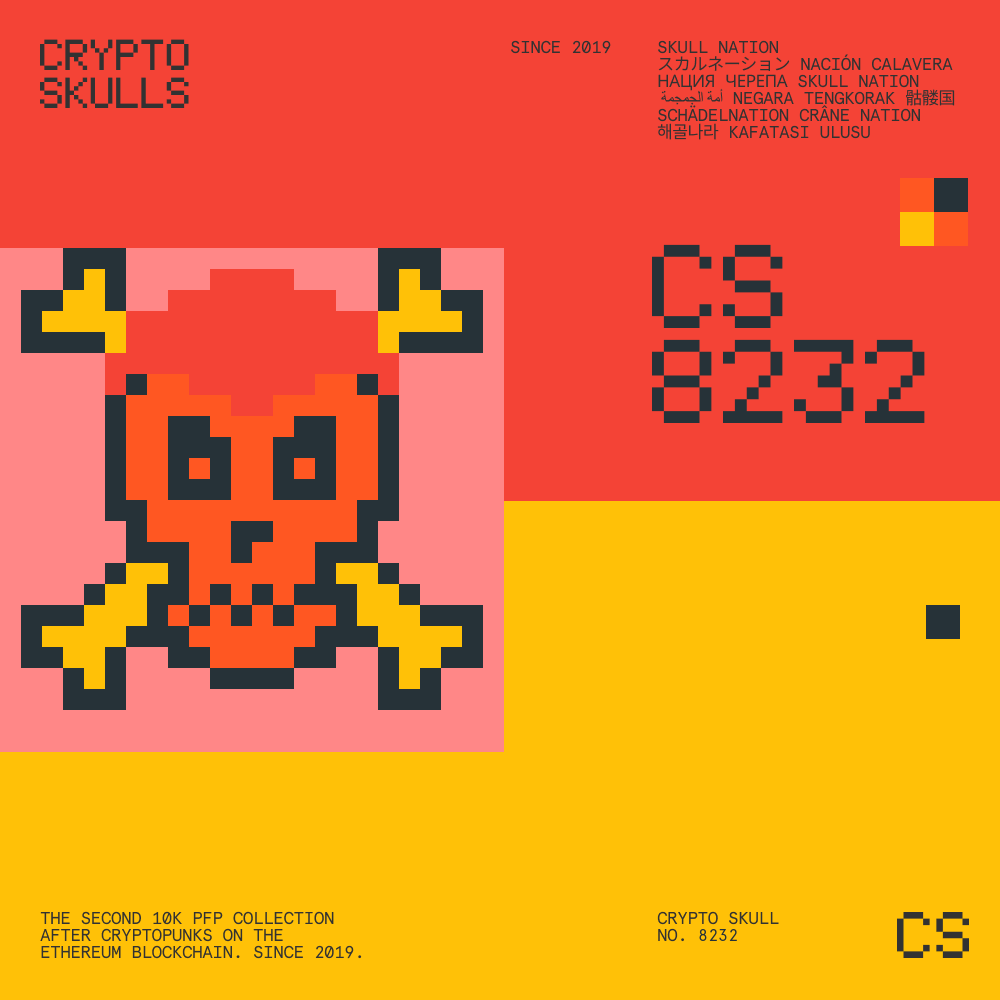 CRYPTO
SKULLS
SINCE 2019
SKULL NATION
スカルネーション NACIÓN CALAVERA
НАЦИЯ ЧЕРЕПА SKULL NATION
أمة الجمجمة NEGARA TENGKORAK 骷髅国
SCHÄDELNATION CRÂNE NATION
해골나라 KAFATASI ULUSU
CS
8232
THE SECOND 10K PFP COLLECTION
AFTER CRYPTOPUNKS ON THE
ETHEREUM BLOCKCHAIN. SINCE 2019.
CRYPTO SKULL
NO. 8232
CS